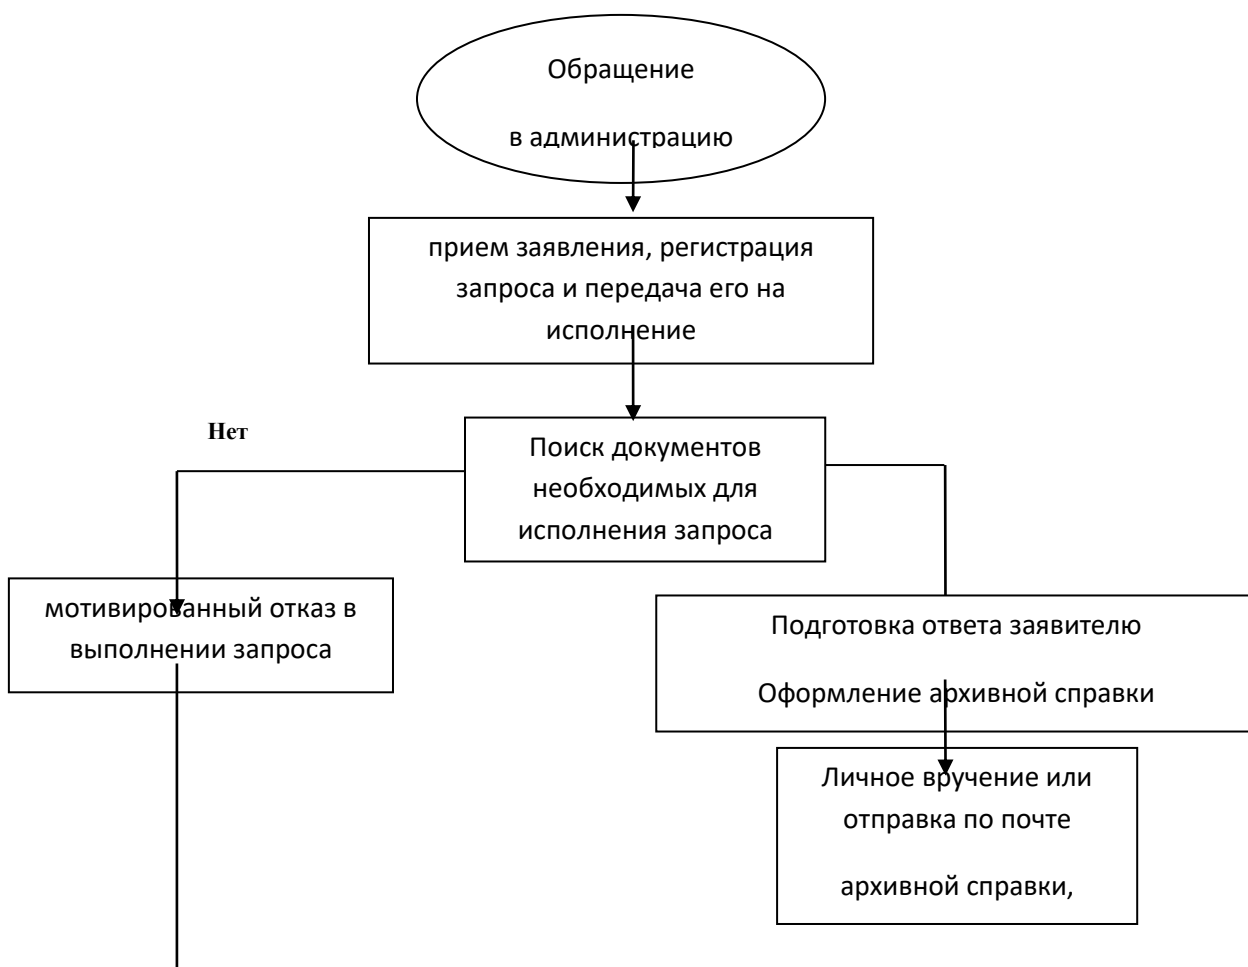 Обращение
в администрацию
прием заявления, регистрация
запроса и передача его на
исполнение
Нет
Поиск документов
необходимых для
исполнения запроса
мотивированный отказ в
выполнении запроса
Подготовка ответа заявителю
Оформление архивной справки
Личное вручение или
отправка по почте
архивной справки,